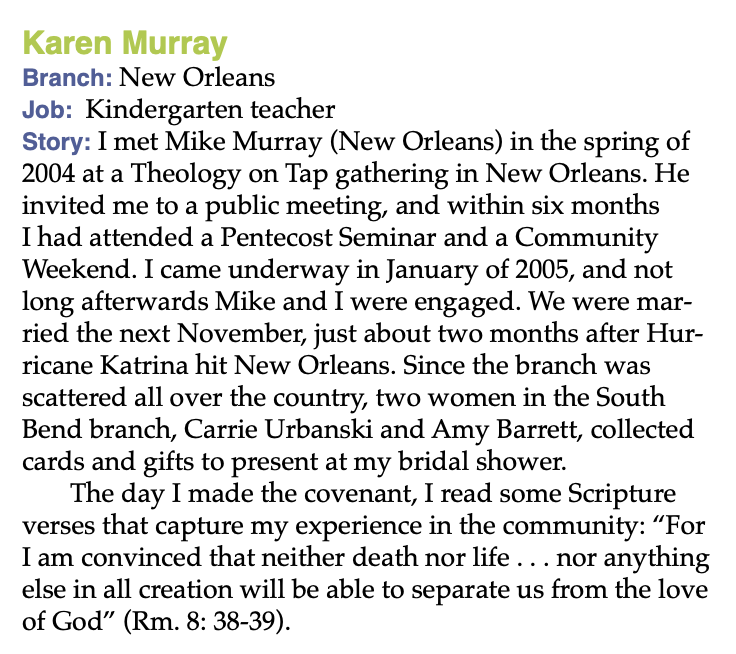 Karen Murray
Branch: New Orleans
Job: Kindergarten teacher
Story: I met Mike Murray (New Orleans) in the spring of
2004 at a Theology on Tap gathering in New Orleans. He
invited me to a public meeting, and within six months
I had attended a Pentecost Seminar and a Community
Weekend. I came underway in January of 2005, and not
long afterwards Mike and I were engaged. We were mar-
ried the next November, just about two months after Hur-
ricane Katrina hit New Orleans. Since the branch was
scattered all over the country, two women in the South
Bend branch, Carrie Urbanski and Amy Barrett, collected
cards and gifts to present at my bridal shower.
The day I made the covenant, I read some Scripture
verses that capture my experience in the community: “For
I am convinced that neither death nor life . . . nor anything
else in all creation will be able to separate us from the love
of God” (Rm. 8: 38-39).